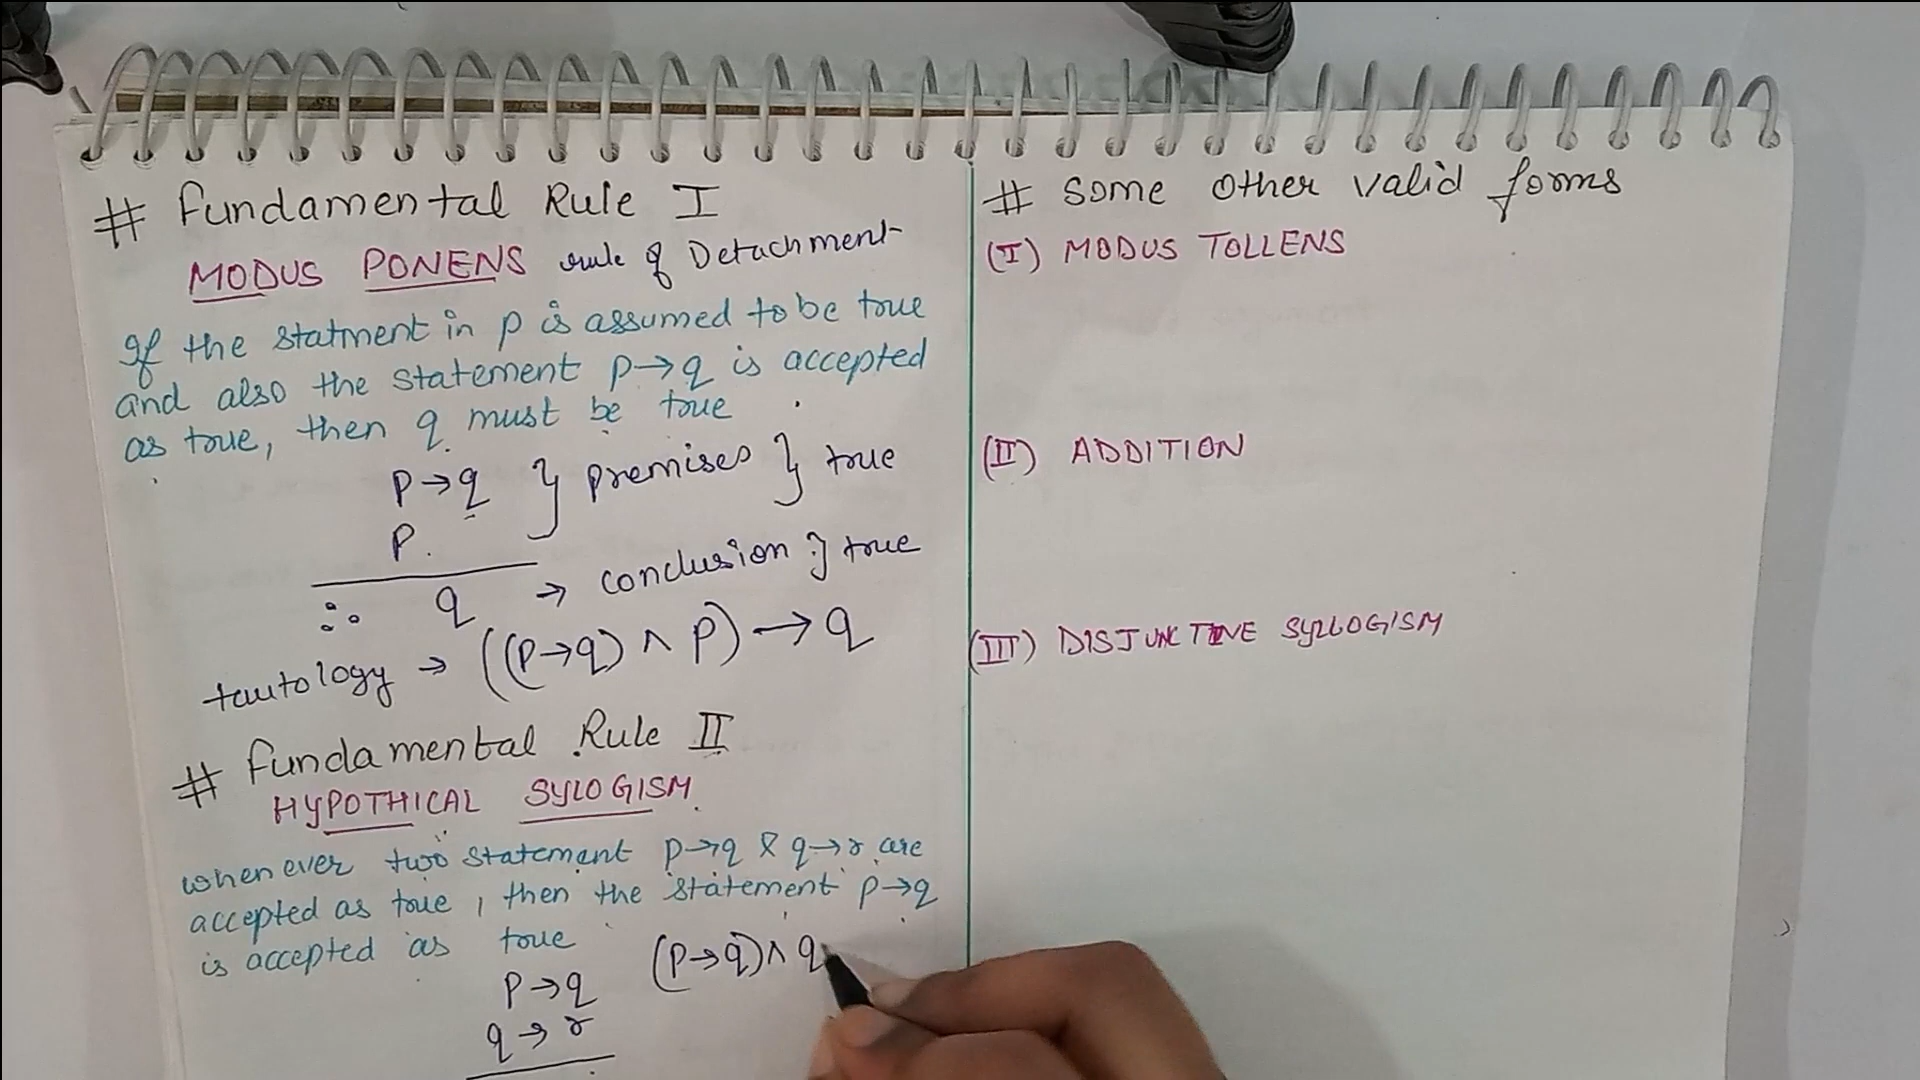 # Fundamental Rule I
MODUS PONENS rule of Detachment
If the statment in p is assumed to be true
and also the statement p→q is accepted
as true, then q must be true
p→q } premises } true
p.
∴ q → conclusion } true
tautology → ((p→q) ∧ p) → q
# Fundamental Rule II
HYPOTHICAL SYLOGISM
when ever two statement p→q & q→r are
accepted as true, then the statement p→q
is accepted as true
(p→q) ∧ q
p→q
q→r
# Some Other valid forms
(I) MODUS TOLLENS
(II) ADDITION
(III) DISJUNCTIVE SYLLOGISM